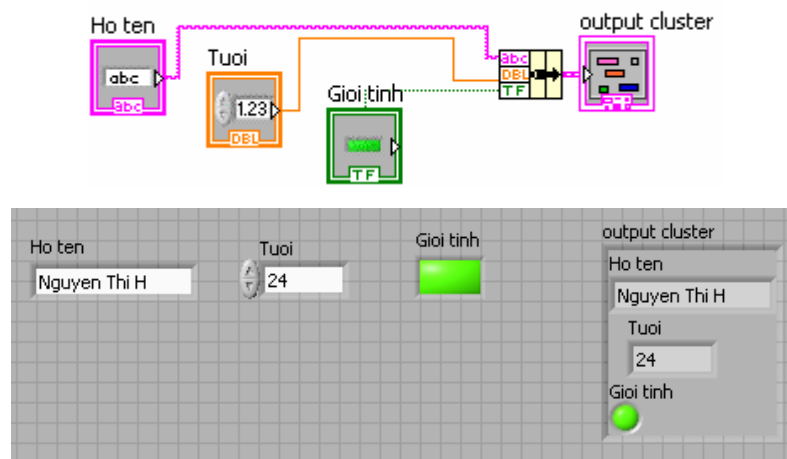 Ho ten
output cluster
Tuoi
abc
abc
abc
DBL
TF
1.23
DBL
Gioi tinh
TF
Ho ten
Nguyen Thi H
Tuoi
24
Gioi tinh
output cluster
Ho ten
Nguyen Thi H
Tuoi
24
Gioi tinh